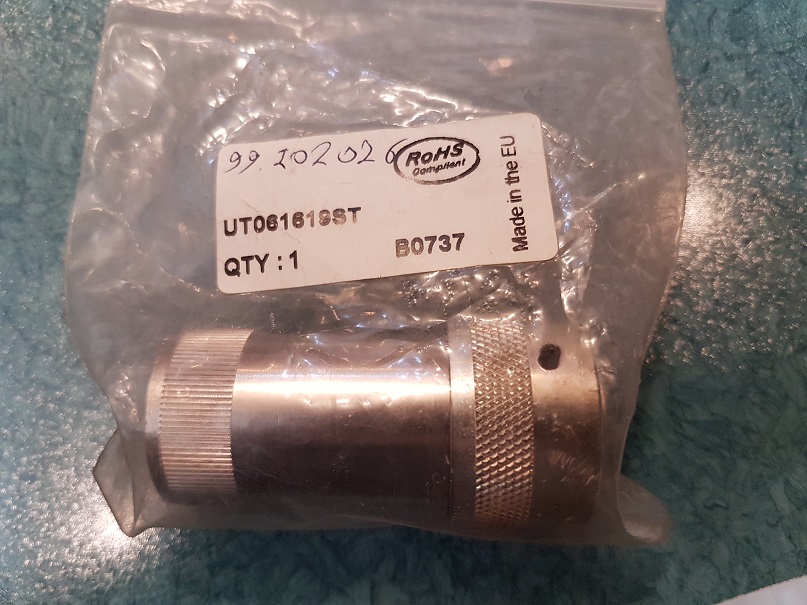 99.202026
RoHS
Compliant
UT061619ST
B0737
QTY : 1
Made in the EU